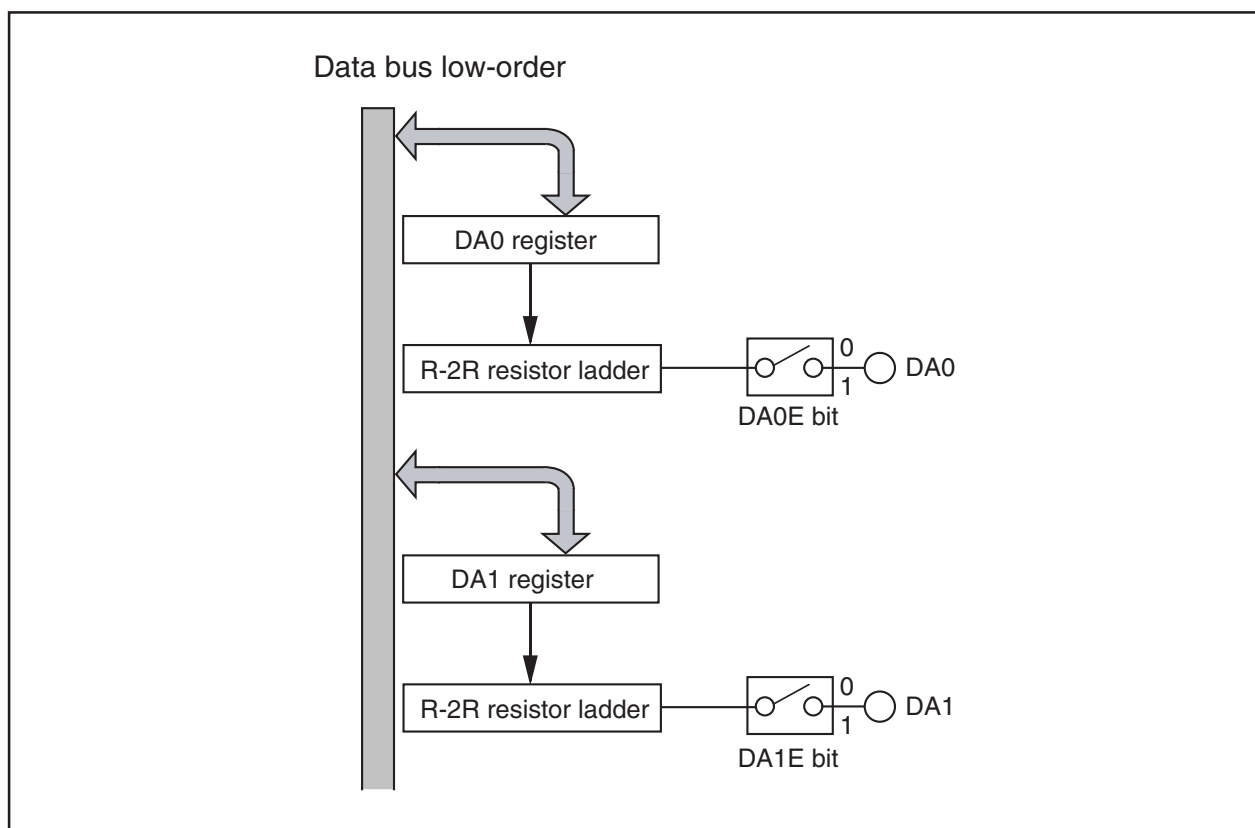 Data bus low-order
DA0 register
R-2R resistor ladder
0
1
DA0
DA0E bit
DA1 register
R-2R resistor ladder
0
1
DA1
DA1E bit